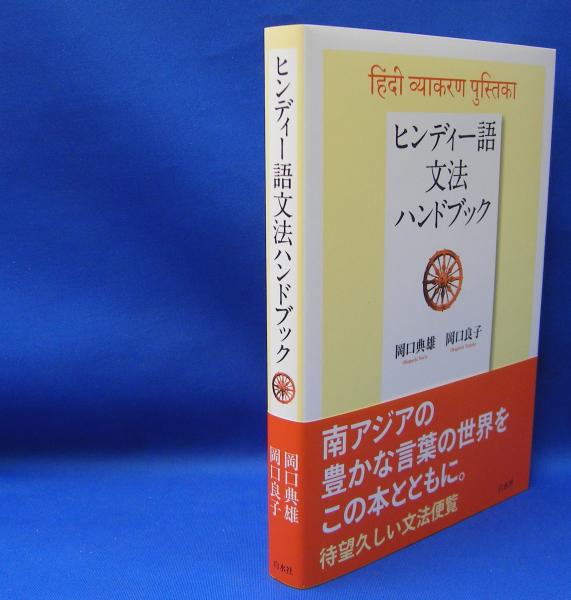 ヒンディー語文法ハンドブック
岡口典雄
岡口良子
白水社
हिंदी व्याकरण पुस्तिका
ヒンディー語
文法
ハンドブック
岡口典雄 岡口良子
Okaguchi Norio Okaguchi Yoshiko
南アジアの
豊かな言葉の世界を
この本とともに。
待望久しい文法便覧
白水社